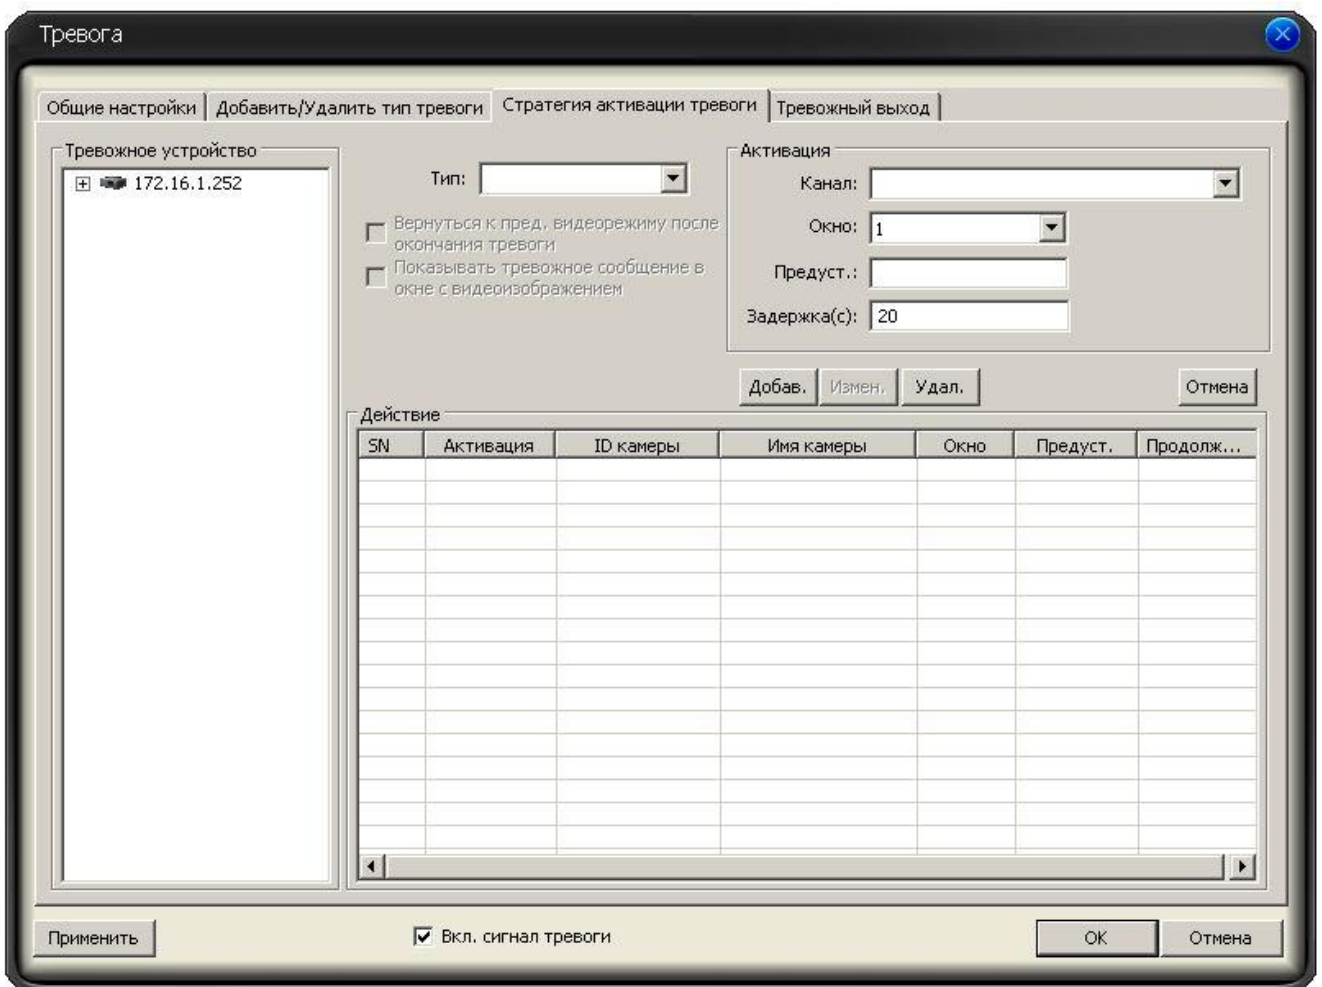 Тревога
Общие настройки
Добавить/Удалить тип тревоги
Стратегия активации тревоги
Тревожный выход
Тревожное устройство
172.16.1.252
Тип:
Вернуться к пред. видеорежиму после
окончания тревоги
Показывать тревожное сообщение в
окне с видеоизображением
Активация
Канал:
Окно: 1
Предуст.:
Задержка(с): 20
Добав.
Измен.
Удал.
Отмена
Действие
SN Активация ID камеры Имя камеры Окно Предуст. Продолж...
Применить
Вкл. сигнал тревоги
OK
Отмена